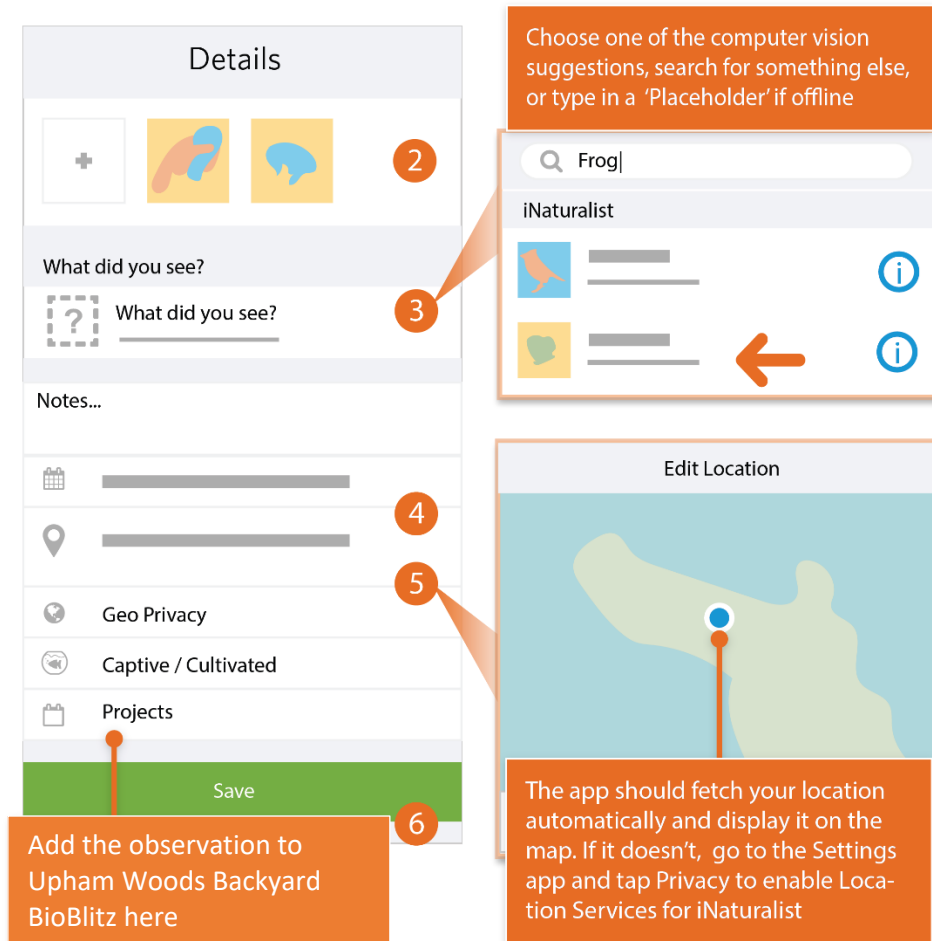 Details
2
What did you see?
? What did you see?
3
Notes...
4
5
Geo Privacy
Captive / Cultivated
Projects
Save
6
Add the observation to
Upham Woods Backyard
BioBlitz here
Choose one of the computer vision
suggestions, search for something else,
or type in a 'Placeholder' if offline
Frog|
iNaturalist
i
i
Edit Location
The app should fetch your location
automatically and display it on the
map. If it doesn't, go to the Settings
app and tap Privacy to enable Loca-
tion Services for iNaturalist